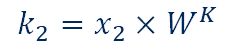 k₂ = x₂ × Wᴷ